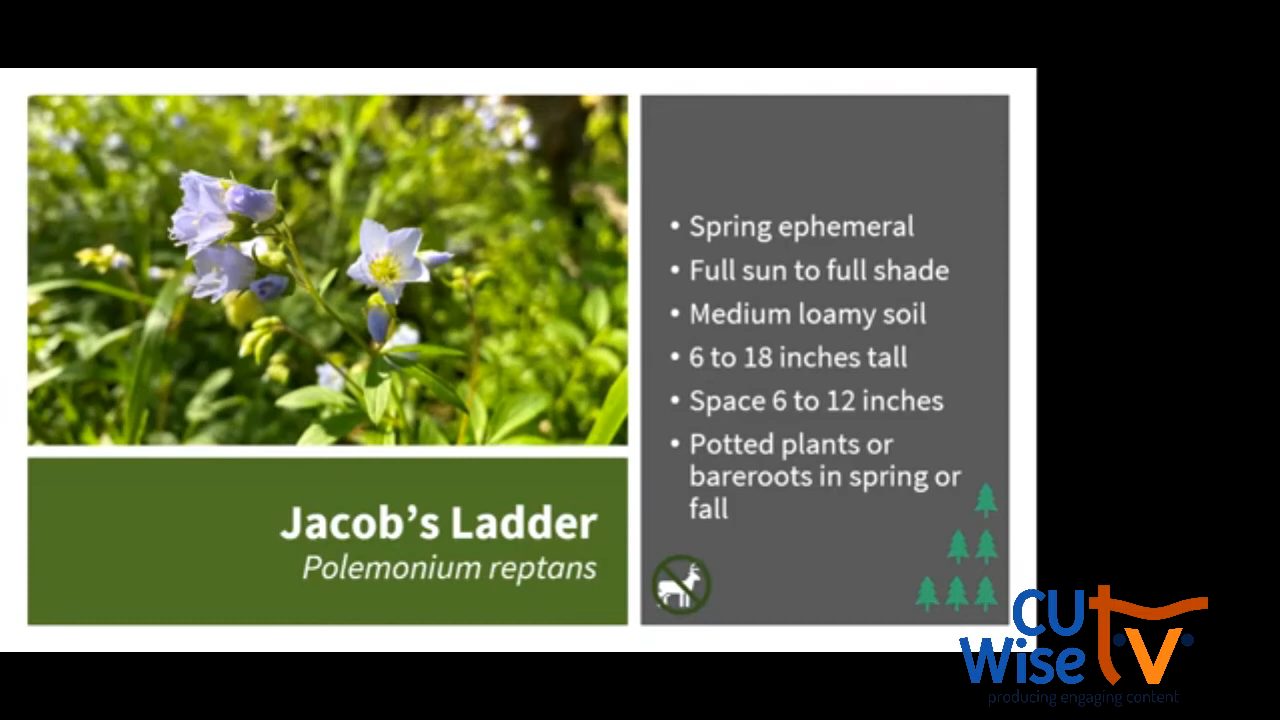 • Spring ephemeral
• Full sun to full shade
• Medium loamy soil
• 6 to 18 inches tall
• Space 6 to 12 inches
• Potted plants or
bareroots in spring or
fall
Jacob’s Ladder
Polemonium reptans
CU
Wise tv
producing engaging content